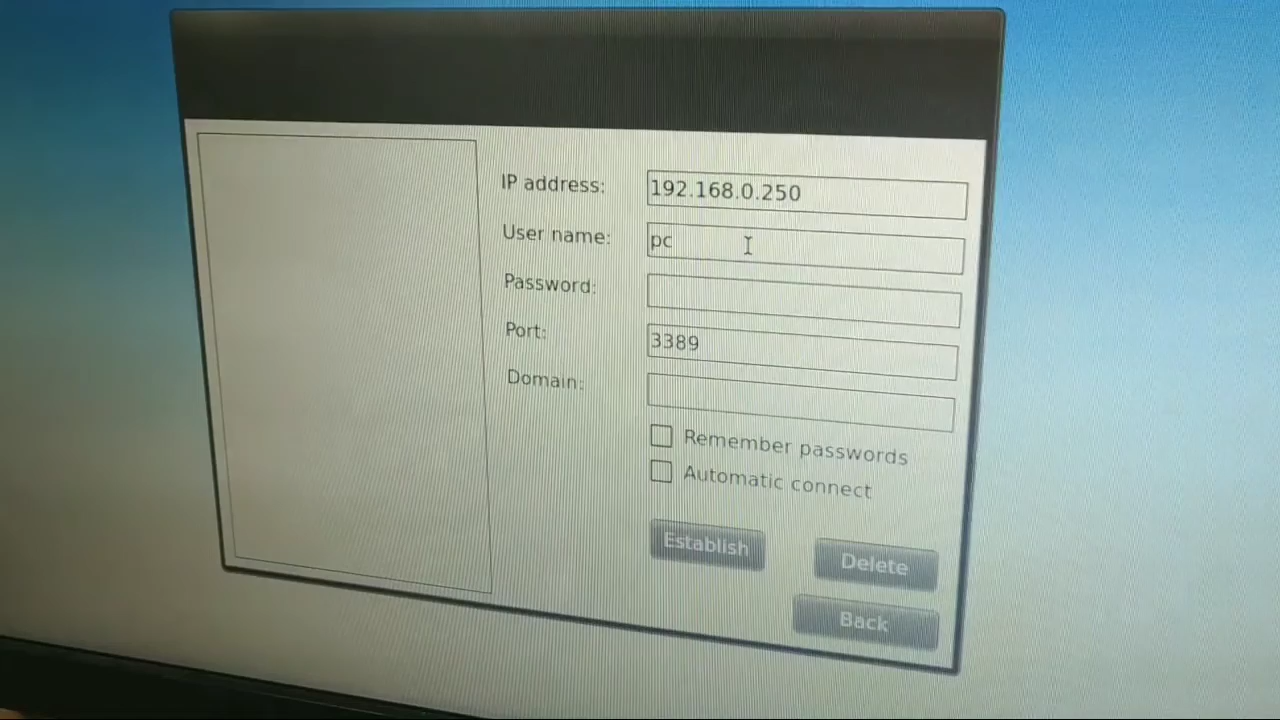 IP address: 192.168.0.250
User name: pc
Password:
Port: 3389
Domain:
Remember passwords
Automatic connect
Establish Delete
Back